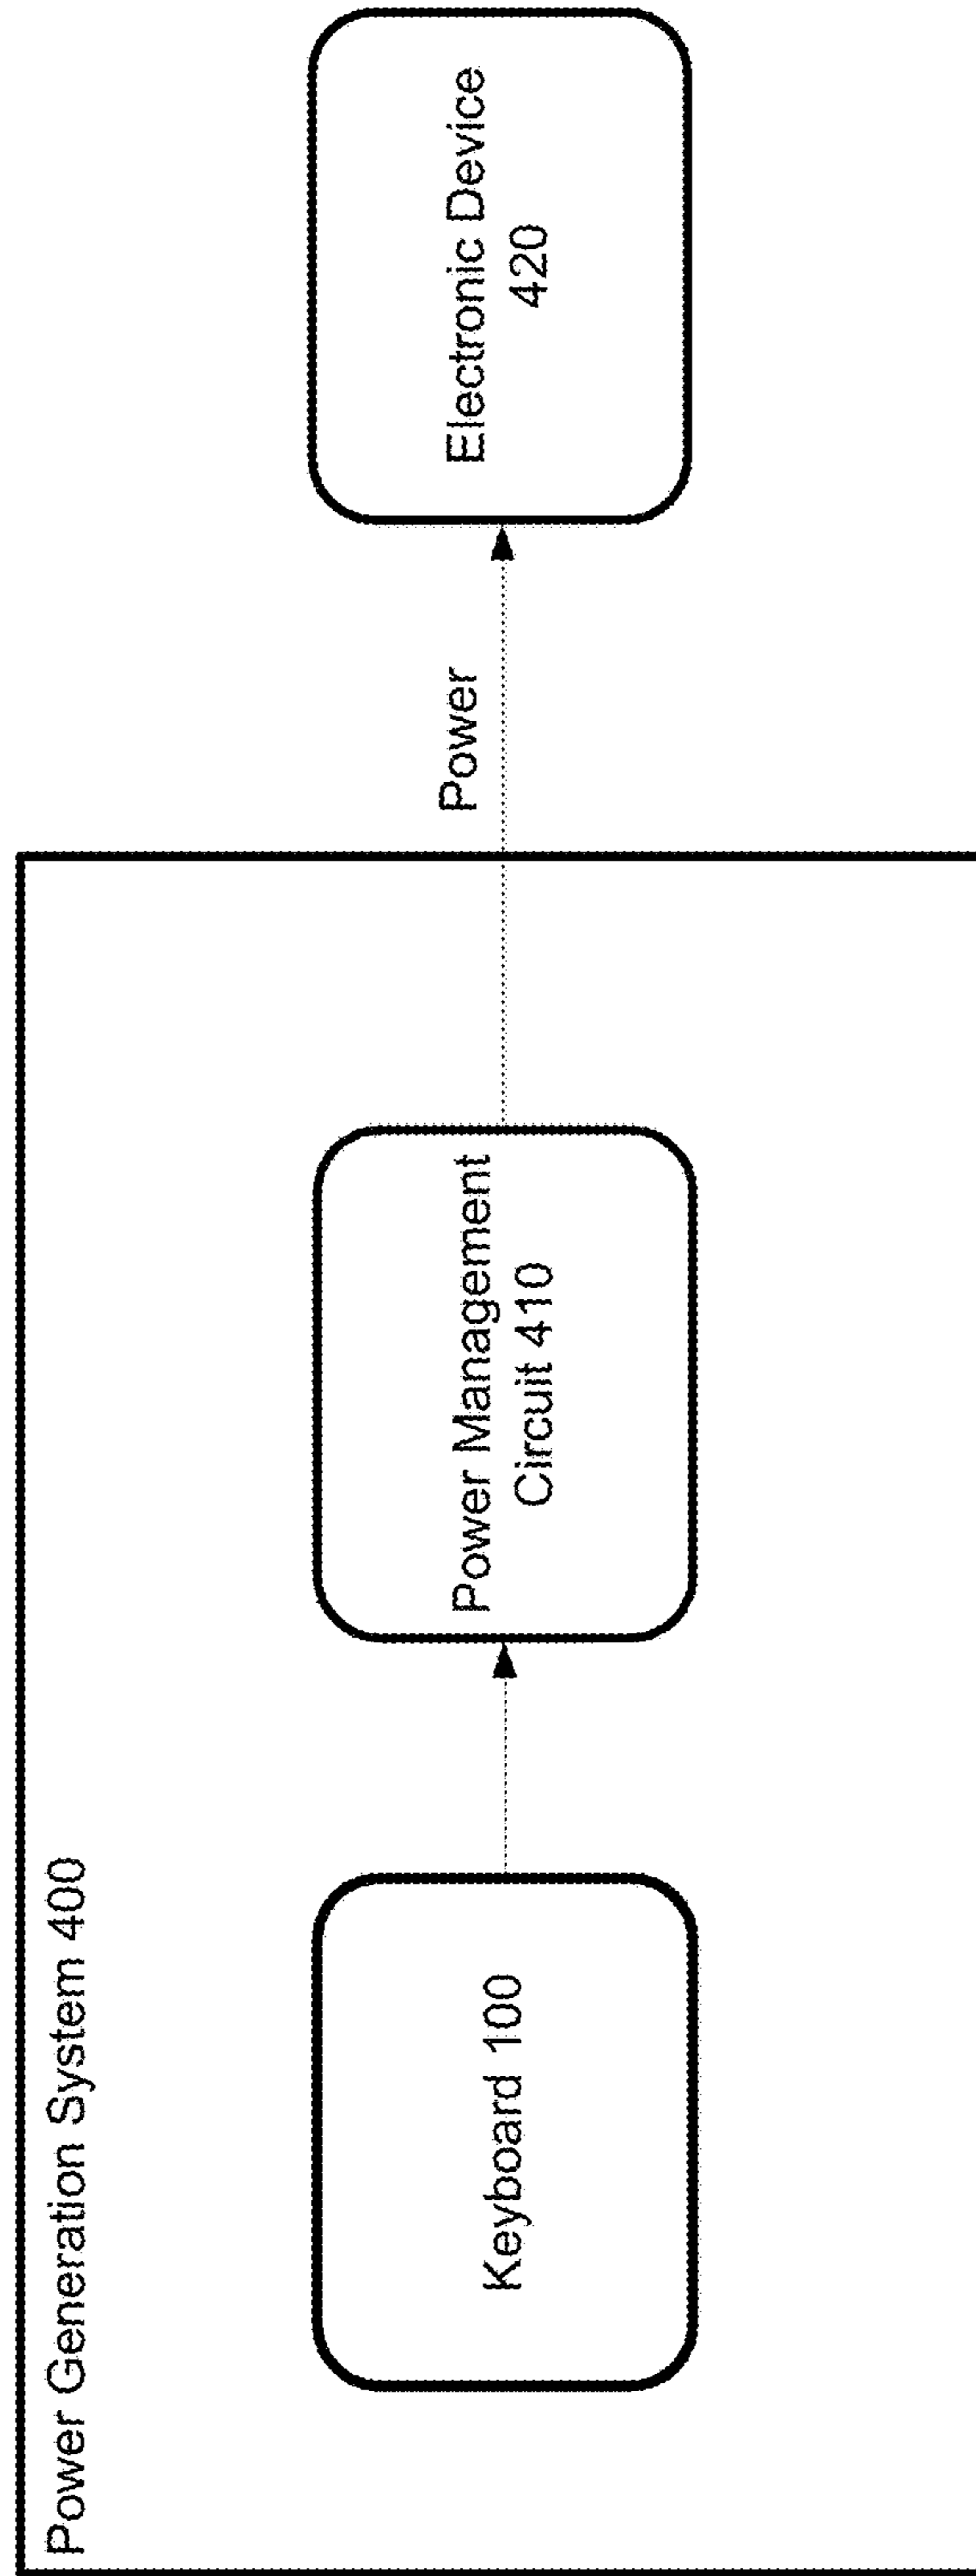 Power Generation System 400
Keyboard 100
Power Management
Circuit 410
Power
Electronic Device
420